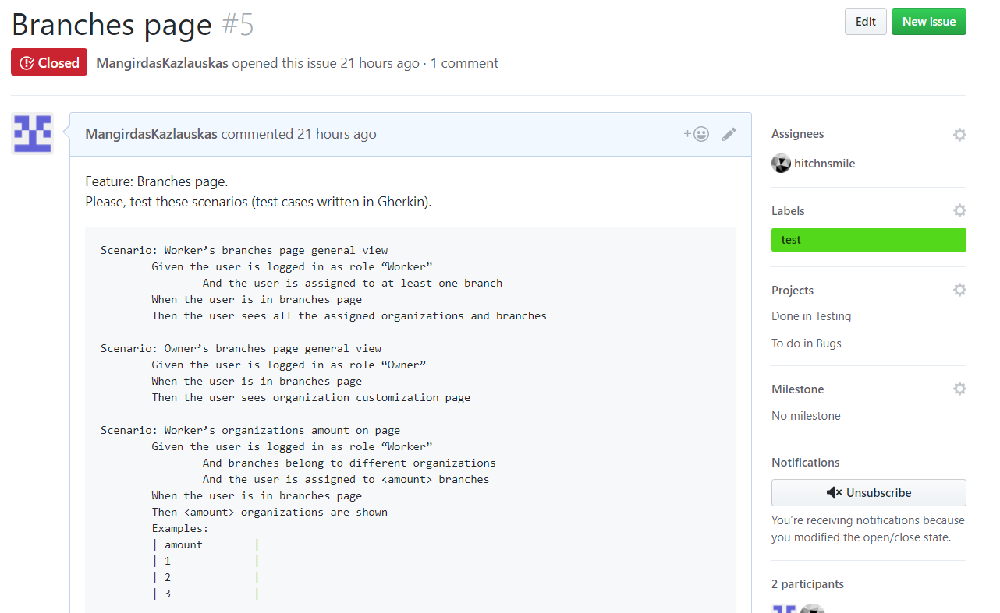 Branches page #5
Edit
New issue
Closed
MangirdasKazlauskas opened this issue 21 hours ago · 1 comment
MangirdasKazlauskas commented 21 hours ago
Feature: Branches page.
Please, test these scenarios (test cases written in Gherkin).
Scenario: Worker’s branches page general view
Given the user is logged in as role “Worker”
And the user is assigned to at least one branch
When the user is in branches page
Then the user sees all the assigned organizations and branches
Scenario: Owner’s branches page general view
Given the user is logged in as role “Owner”
When the user is in branches page
Then the user sees organization customization page
Scenario: Worker’s organizations amount on page
Given the user is logged in as role “Worker”
And branches belong to different organizations
And the user is assigned to <amount> branches
When the user is in branches page
Then <amount> organizations are shown
Examples:
| amount |
| 1 |
| 2 |
| 3 |
Assignees
hitchnsmile
Labels
test
Projects
Done in Testing
To do in Bugs
Milestone
No milestone
Notifications
Unsubscribe
You’re receiving notifications because
you modified the open/close state.
2 participants